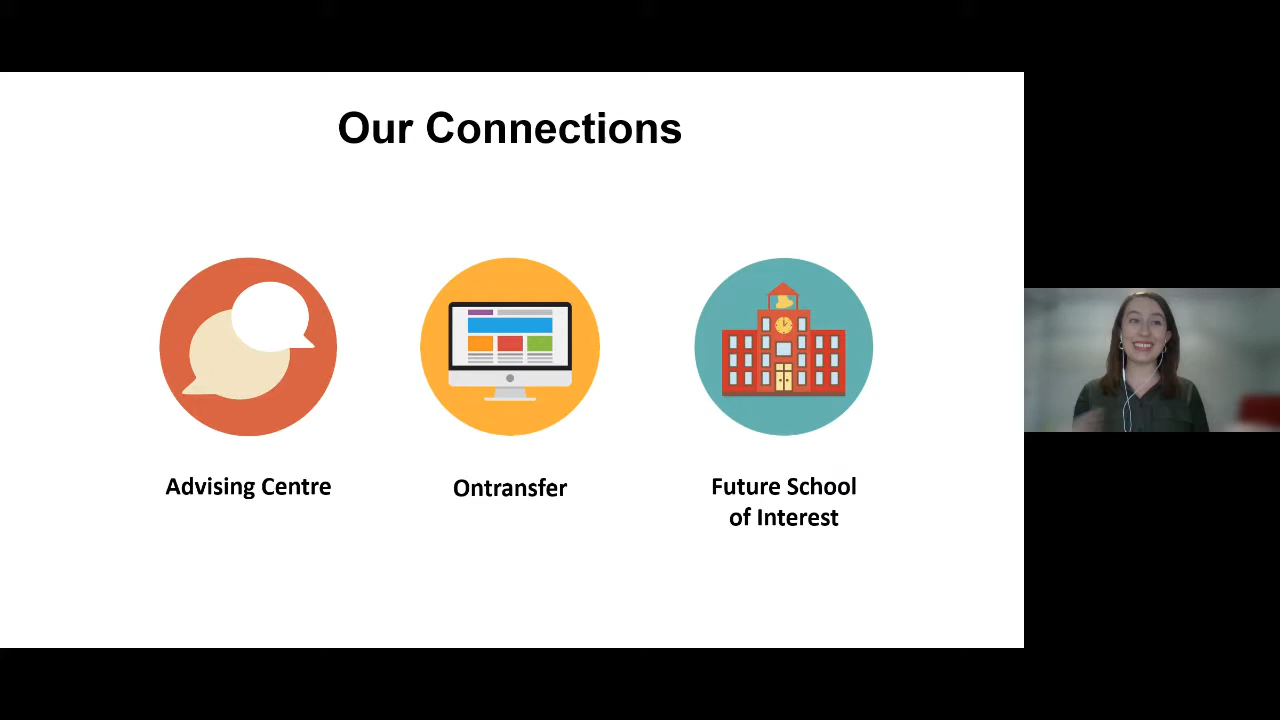 Our Connections
Advising Centre
Ontransfer
Future School
of Interest